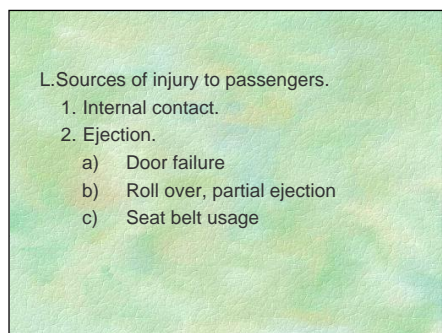 L.Sources of injury to passengers.
1. Internal contact.
2. Ejection.
a) Door failure
b) Roll over, partial ejection
c) Seat belt usage